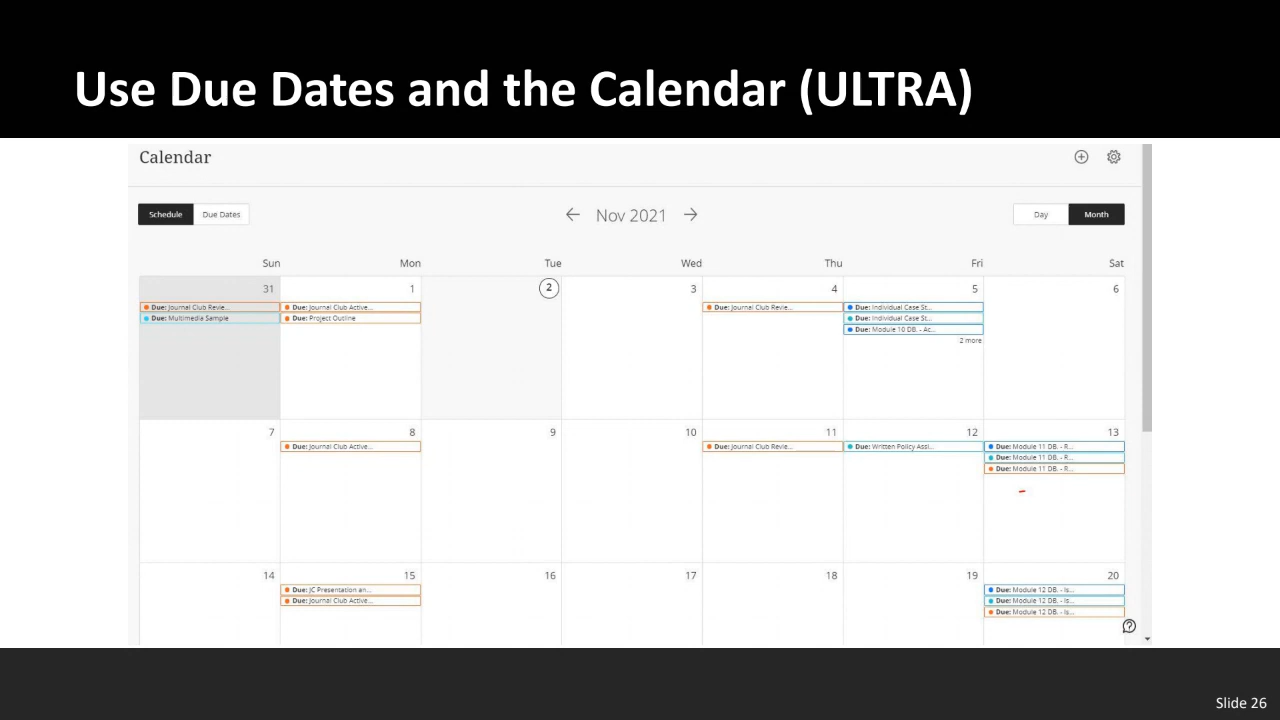 Use Due Dates and the Calendar (ULTRA)
Calendar
Schedule Due Dates
Nov 2021
Day Month
Sun Mon Tue Wed Thu Fri Sat
31 1 2 3 4 5 6
Due: Journal Club Revie... Due: Journal Club Active... Due: Journal Club Revie... Due: Individual Case St...
Due: Multimedia Sample Due: Project Outline Due: Individual Case St...
Due: Module 10 DB. - Ac...
2 more
7 8 9 10 11 12 13
Due: Journal Club Active... Due: Journal Club Revie... Due: Written Policy Assi... Due: Module 11 DB. - R...
Due: Module 11 DB. - R...
Due: Module 11 DB. - R...
14 15 16 17 18 19 20
Due: JC Presentation an... Due: Module 12 DB. - Is...
Due: Journal Club Active... Due: Module 12 DB. - Is...
Due: Module 12 DB. - Is...
Slide 26